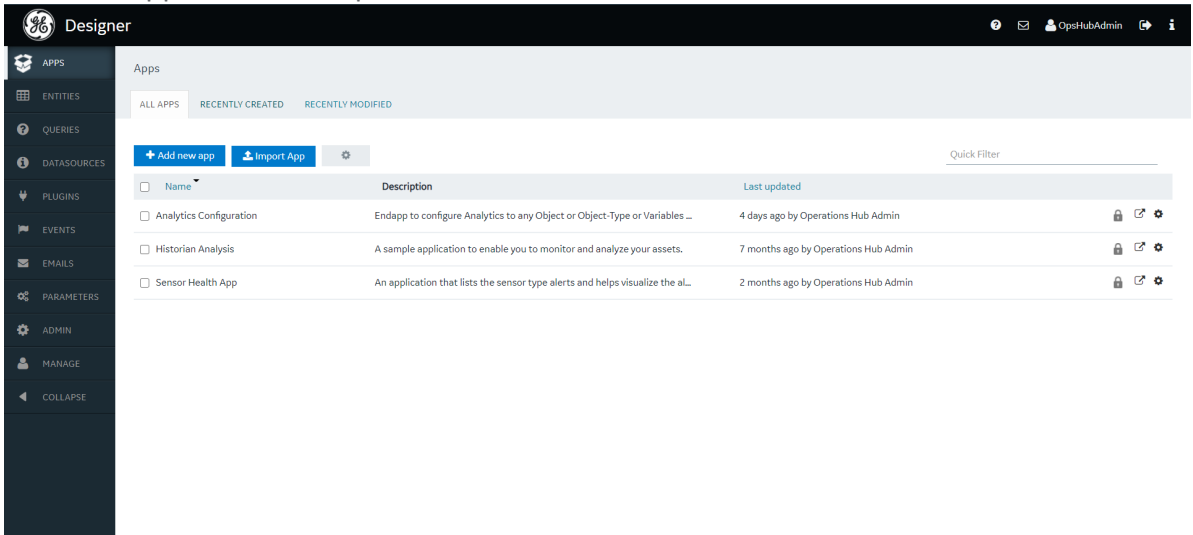 Designer
OpsHubAdmin
APPS
ENTITIES
QUERIES
DATASOURCES
PLUGINS
EVENTS
EMAILS
PARAMETERS
ADMIN
MANAGE
COLLAPSE
Apps
ALL APPS RECENTLY CREATED RECENTLY MODIFIED
Add new app Import App Quick Filter
Name Description Last updated
Analytics Configuration Endapp to configure Analytics to any Object or Object-Type or Variables ... 4 days ago by Operations Hub Admin
Historian Analysis A sample application to enable you to monitor and analyze your assets. 7 months ago by Operations Hub Admin
Sensor Health App An application that lists the sensor type alerts and helps visualize the al... 2 months ago by Operations Hub Admin